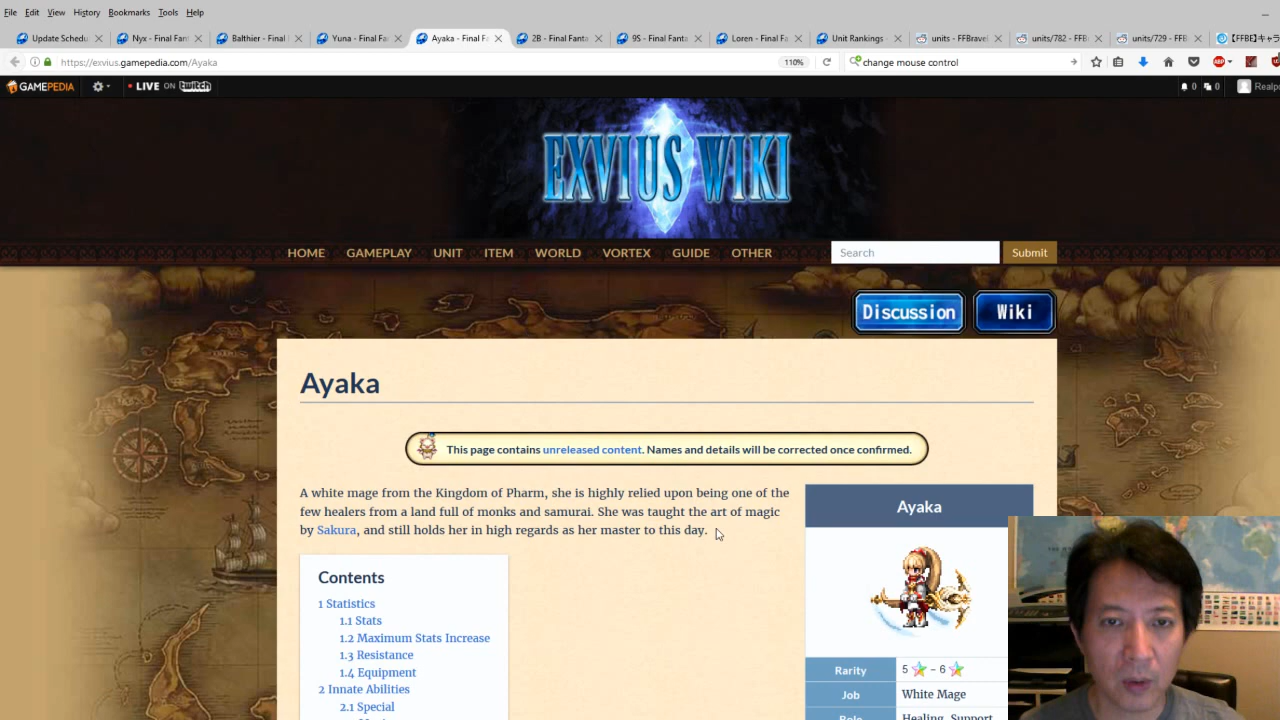 File Edit View History Bookmarks Tools Help
Update Schedu
Nyx - Final Fant
Balthier - Final
Yuna - Final Fan
Ayaka - Final Fa
2B - Final Fanta
9S - Final Fanta
Loren - Final Fa
Unit Rankings -
units - FFBravel
units/782 - FFB
units/729 - FFB
【FFBE】キャラ
https://exvius.gamepedia.com/Ayaka
110%
change mouse control
GAMEPEDIA
LIVE ON twitch
0 0
Realpo
EXVIUS WIKI
HOME GAMEPLAY UNIT ITEM WORLD VORTEX GUIDE OTHER
Search
Submit
Discussion
Wiki
Ayaka
This page contains unreleased content. Names and details will be corrected once confirmed.
A white mage from the Kingdom of Pharm, she is highly relied upon being one of the
few healers from a land full of monks and samurai. She was taught the art of magic
by Sakura, and still holds her in high regards as her master to this day.
Contents
1 Statistics
1.1 Stats
1.2 Maximum Stats Increase
1.3 Resistance
1.4 Equipment
2 Innate Abilities
2.1 Special
Ayaka
Rarity 5 – 6
Job White Mage
Role Healing, Support